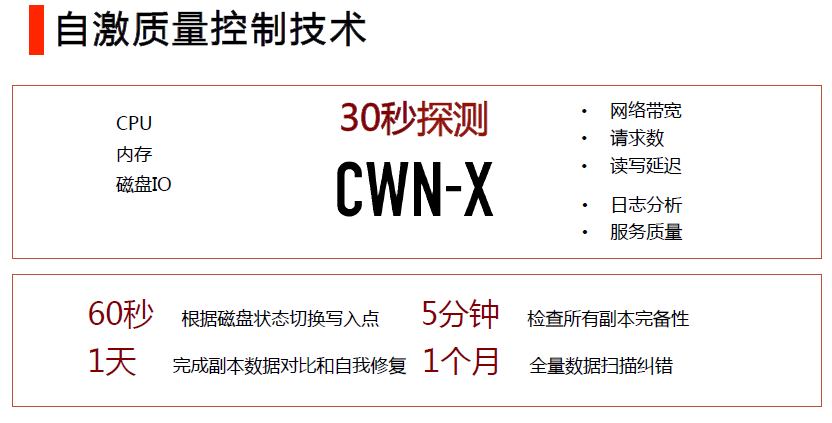 自激质量控制技术
CPU
内存
磁盘IO
30秒探测
CWN-X
• 网络带宽
• 请求数
• 读写延迟
• 日志分析
• 服务质量
60秒 根据磁盘状态切换写入点 5分钟 检查所有副本完备性
1天 完成副本数据对比和自我修复 1个月 全量数据扫描纠错